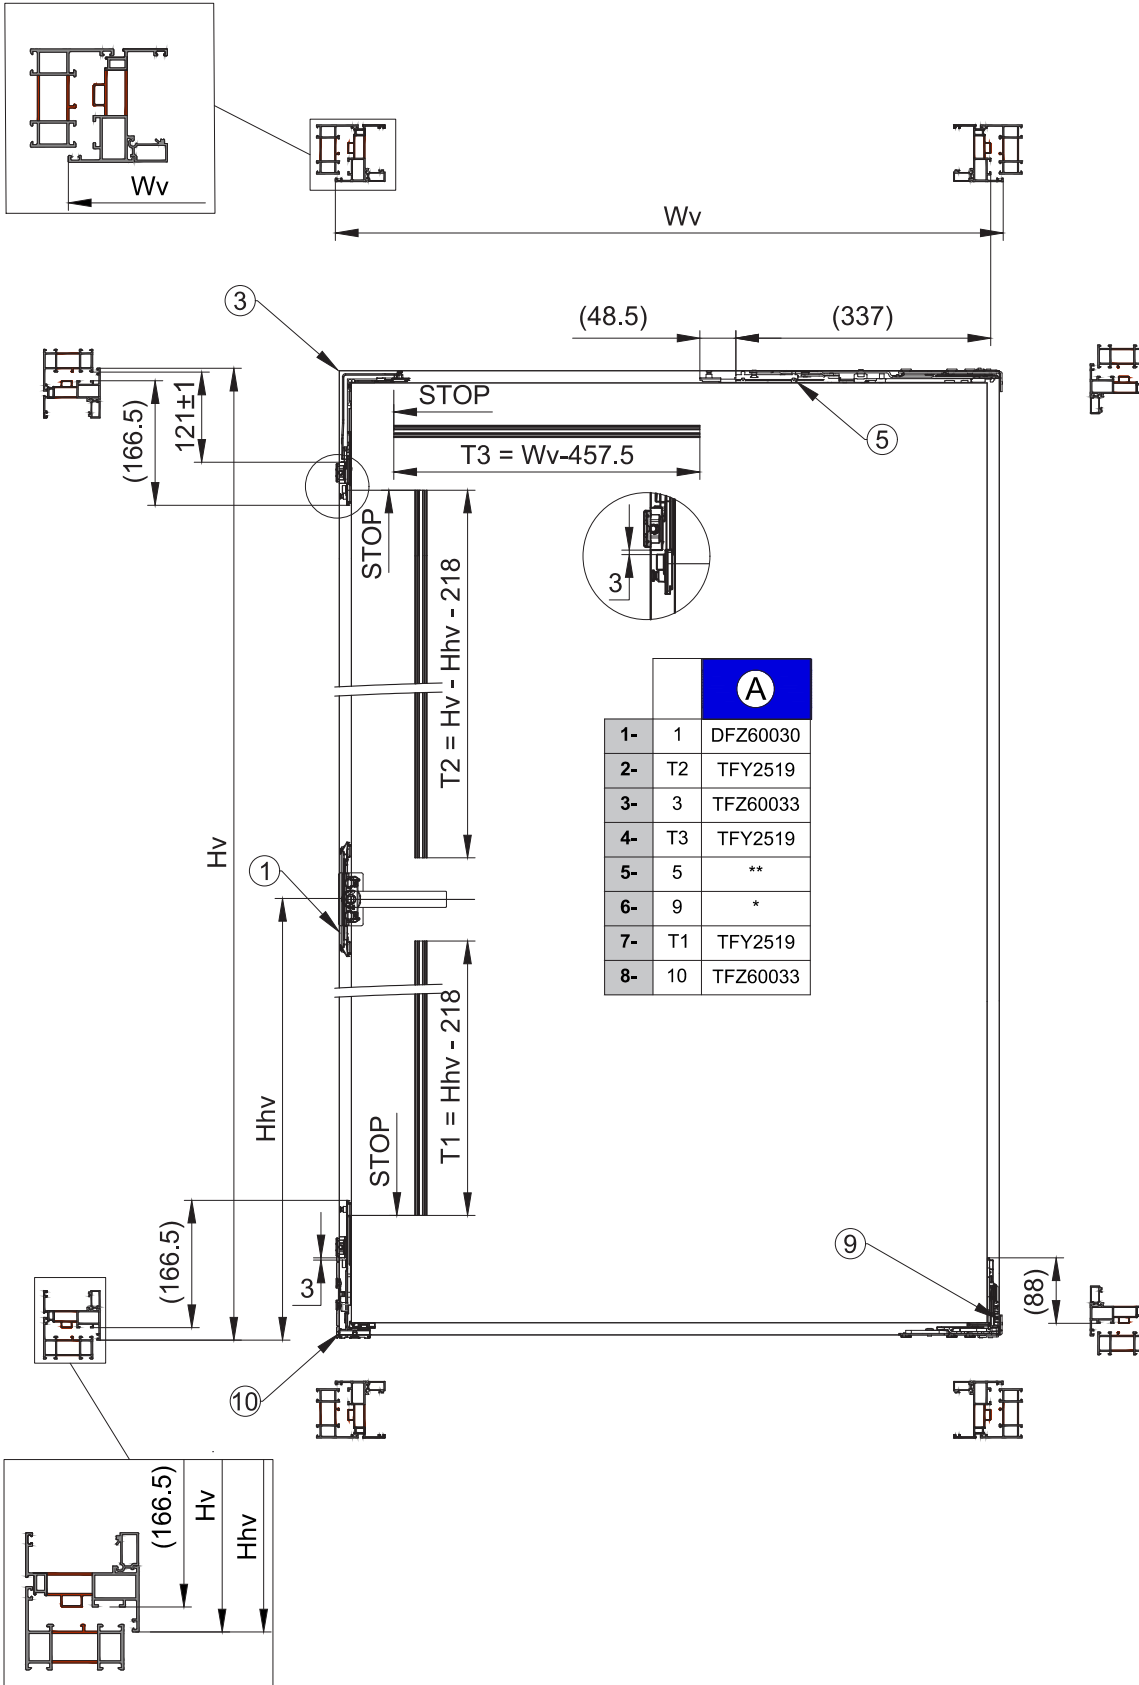 Wv
Wv
3
(48.5)
(337)
STOP
T3 = Wv-457.5
5
121±1
(166.5)
STOP
T2 = Hv - Hhv - 218
3
A
1- 1 DFZ60030
2- T2 TFY2519
3- 3 TFZ60033
4- T3 TFY2519
5- 5 **
6- 9 *
7- T1 TFY2519
8- 10 TFZ60033
Hv
1
Hhv
T1 = Hhv - 218
STOP
(166.5)
3
9
(88)
10
(166.5)
Hv
Hhv